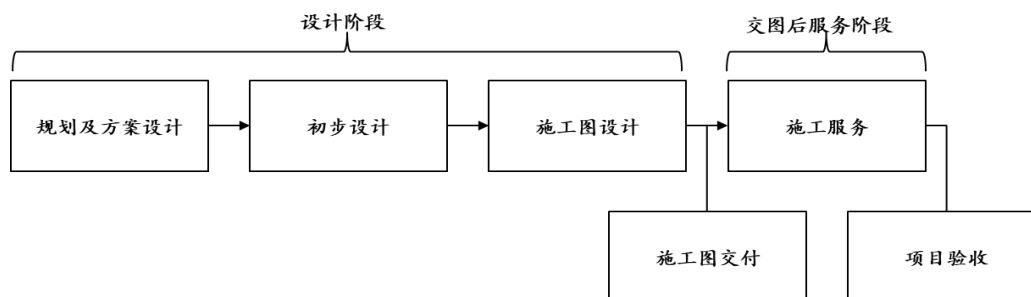 设计阶段
交图后服务阶段
规划及方案设计
初步设计
施工图设计
施工服务
施工图交付
项目验收